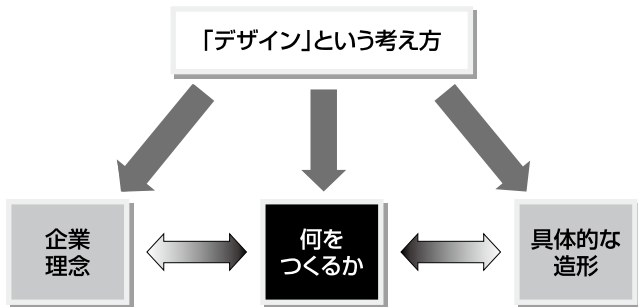 「デザイン」という考え方
企業
理念
何を
つくるか
具体的な
造形